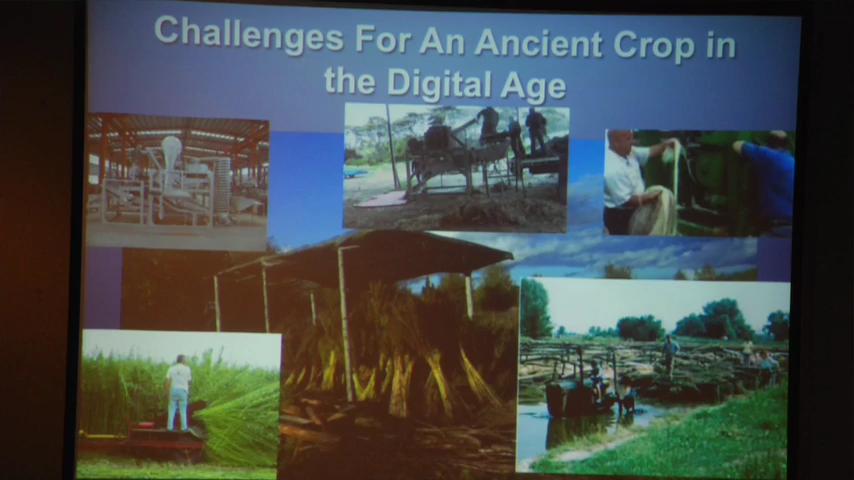 Challenges For An Ancient Crop in
the Digital Age